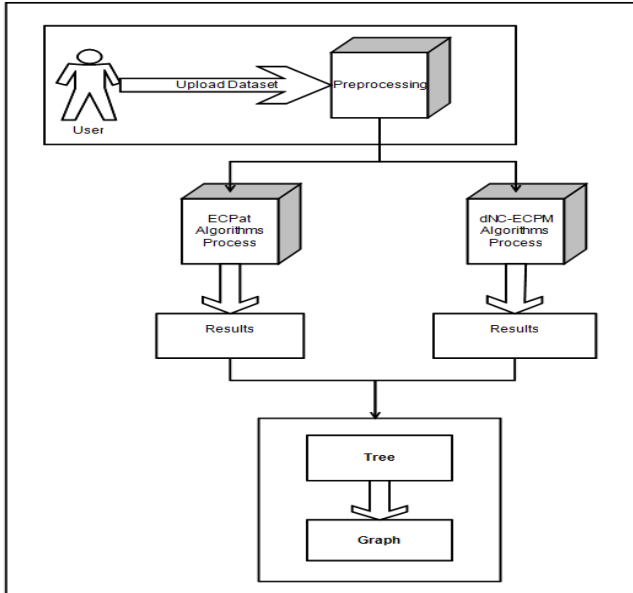 Upload Dataset
Preprocessing
User
ECPat
Algorithms
Process
dNC-ECPM
Algorithms
Process
Results
Results
Tree
Graph